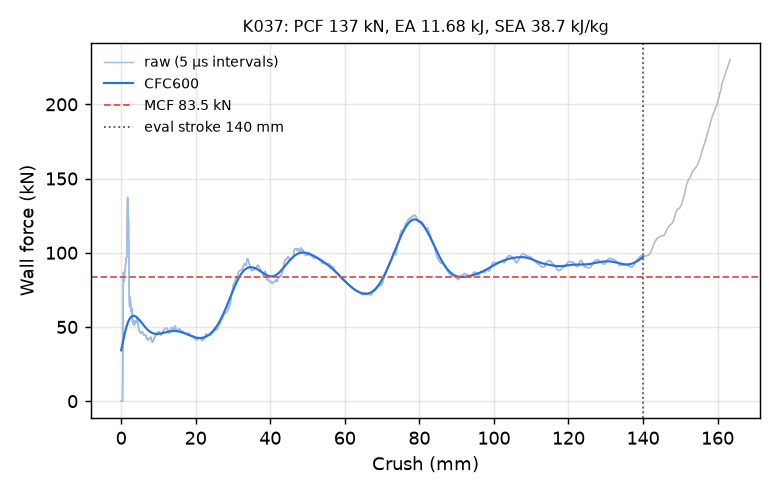 K037: PCF 137 kN, EA 11.68 kJ, SEA 38.7 kJ/kg
raw (5 µs intervals)
CFC600
MCF 83.5 kN
eval stroke 140 mm
Wall force (kN)
200
150
100
50
0
0 20 40 60 80 100 120 140 160
Crush (mm)